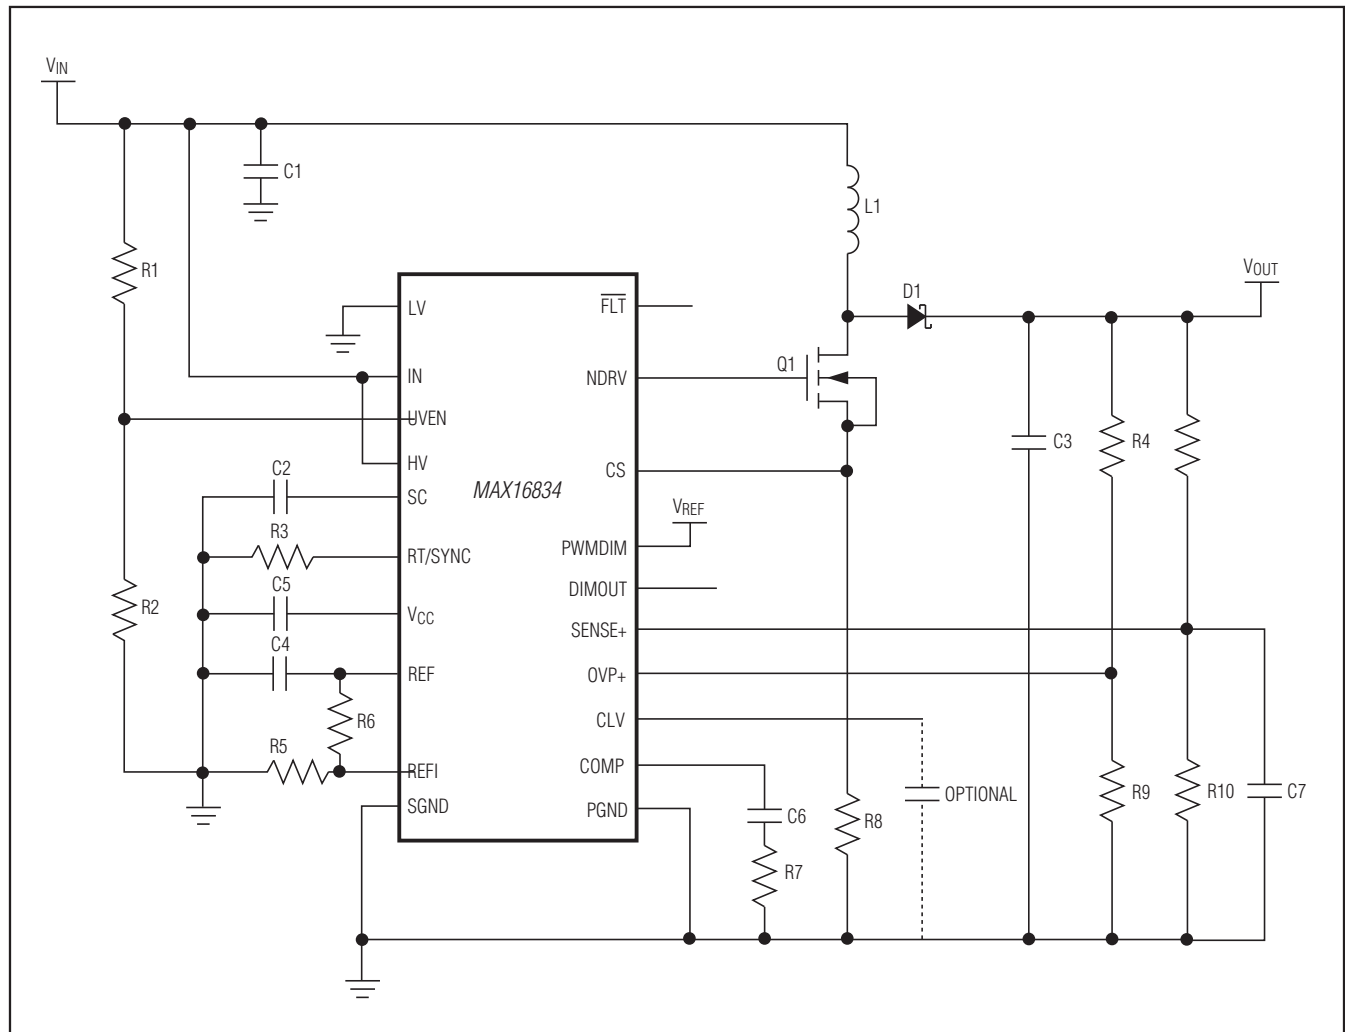 VIN
C1
L1
R1
VOUT
D1
LV
FLT
Q1
IN
NDRV
UVEN
C3
R4
HV
CS
C2
SC
MAX16834
VREF
R3
RT/SYNC
PWMDIM
C5
DIMOUT
R2
VCC
SENSE+
C4
REF
OVP+
R6
CLV
R5
REFI
COMP
OPTIONAL
R9
R10
C7
SGND
PGND
C6
R8
R7